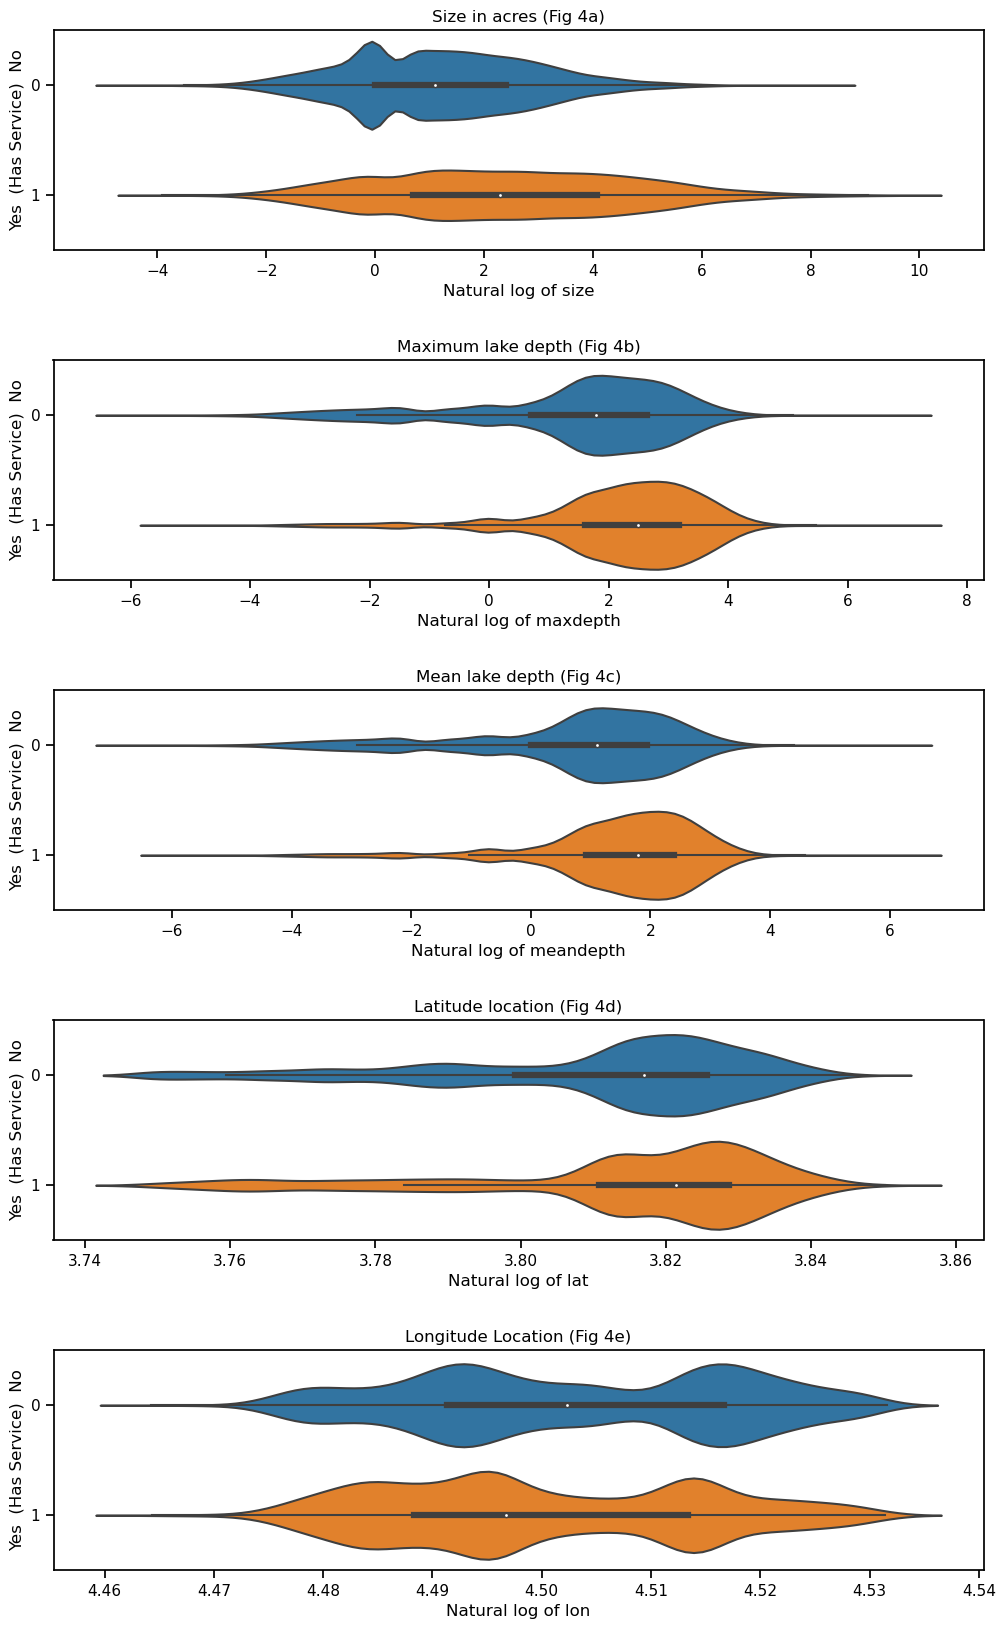 Size in acres (Fig 4a)
Yes (Has Service) No
0
1
−4 −2 0 2 4 6 8 10
Natural log of size
Maximum lake depth (Fig 4b)
Yes (Has Service) No
0
1
−6 −4 −2 0 2 4 6 8
Natural log of maxdepth
Mean lake depth (Fig 4c)
Yes (Has Service) No
0
1
−6 −4 −2 0 2 4 6
Natural log of meandepth
Latitude location (Fig 4d)
Yes (Has Service) No
0
1
3.74 3.76 3.78 3.80 3.82 3.84 3.86
Natural log of lat
Longitude Location (Fig 4e)
Yes (Has Service) No
0
1
4.46 4.47 4.48 4.49 4.50 4.51 4.52 4.53 4.54
Natural log of lon